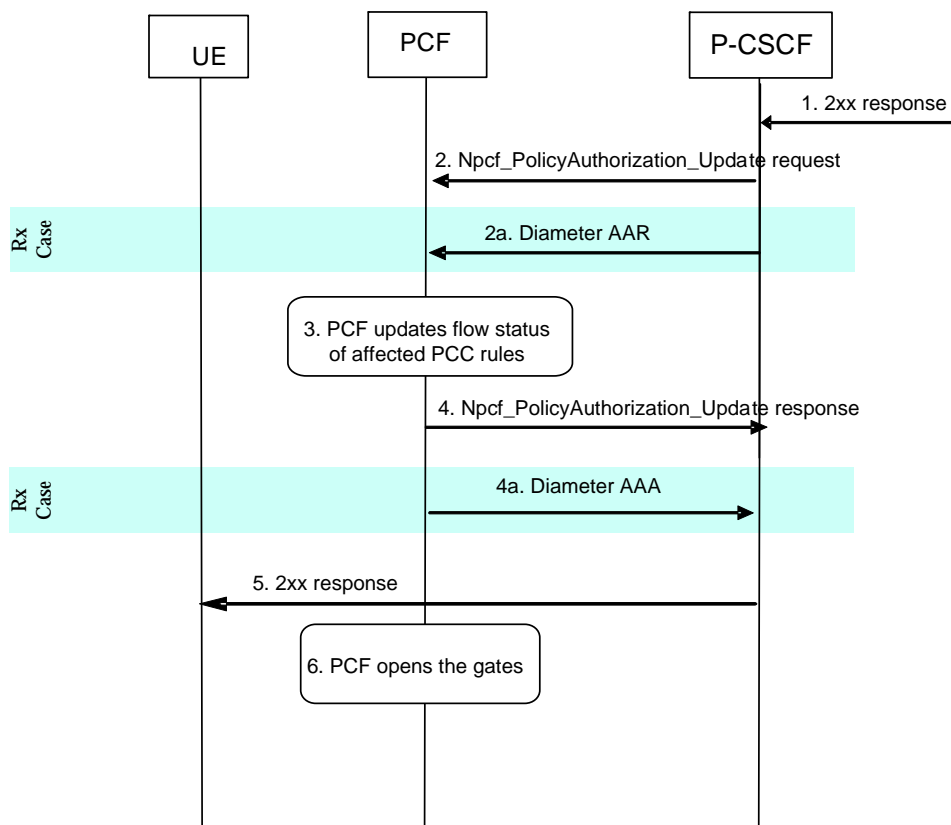 UE
PCF
P-CSCF
1. 2xx response
2. Npcf_PolicyAuthorization_Update request
Rx
Case
2a. Diameter AAR
3. PCF updates flow status
of affected PCC rules
4. Npcf_PolicyAuthorization_Update response
Rx
Case
4a. Diameter AAA
5. 2xx response
6. PCF opens the gates